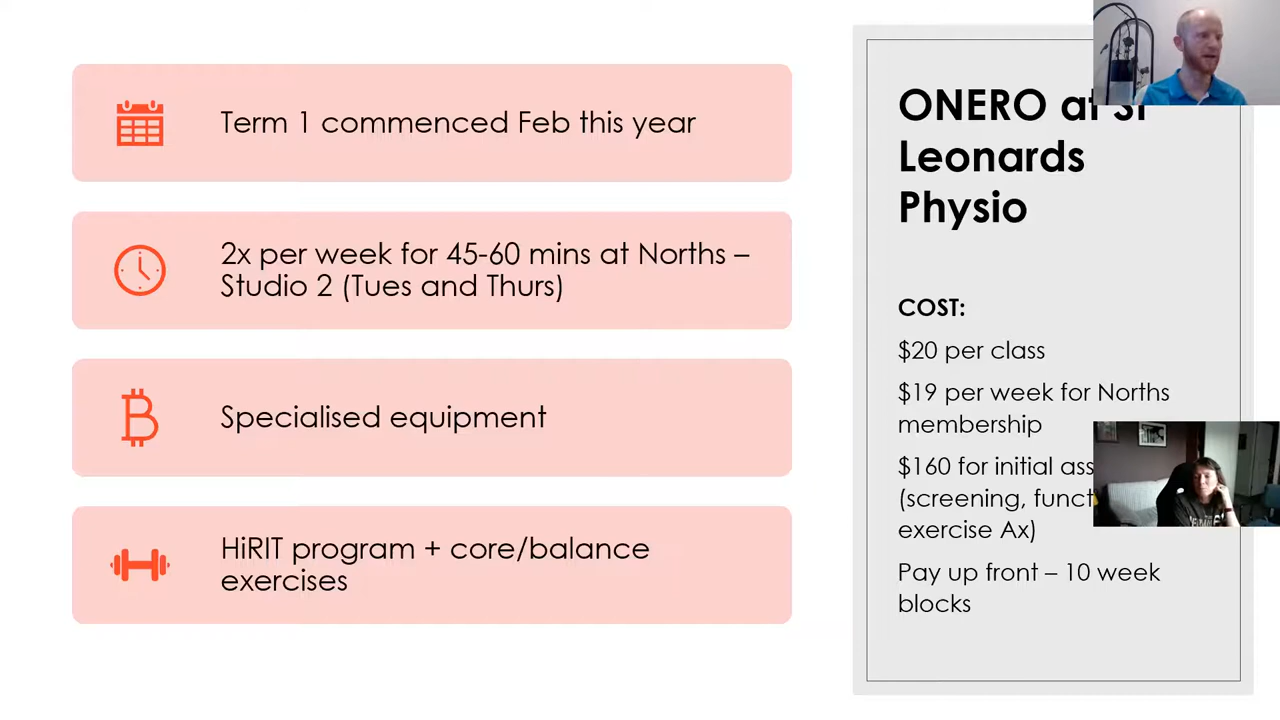 Term 1 commenced Feb this year
2x per week for 45-60 mins at Norths –
Studio 2 (Tues and Thurs)
Specialised equipment
HiRIT program + core/balance
exercises
ONERO at St
Leonards
Physio
COST:
$20 per class
$19 per week for Norths
membership
$160 for initial
(screening,
exercise Ax)
Pay up front – 10 week
blocks